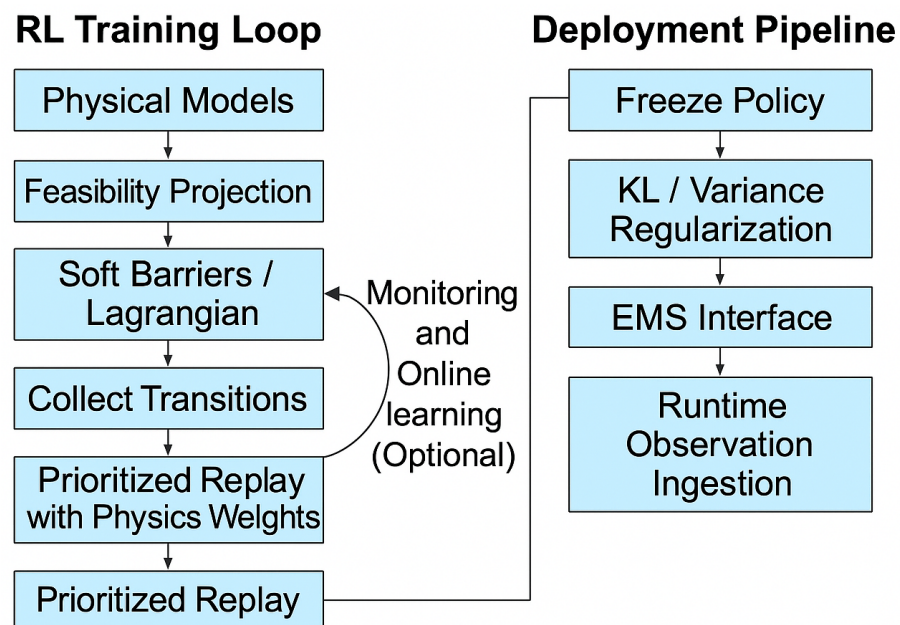 RL Training Loop
Physical Models
Feasibility Projection
Soft Barriers /
Lagrangian
Collect Transitions
Prioritized Replay
with Physics Welghts
Prioritized Replay
Monitoring
and
Online
learning
(Optional)
Deployment Pipeline
Freeze Policy
KL / Variance
Regularization
EMS Interface
Runtime
Observation
Ingestion